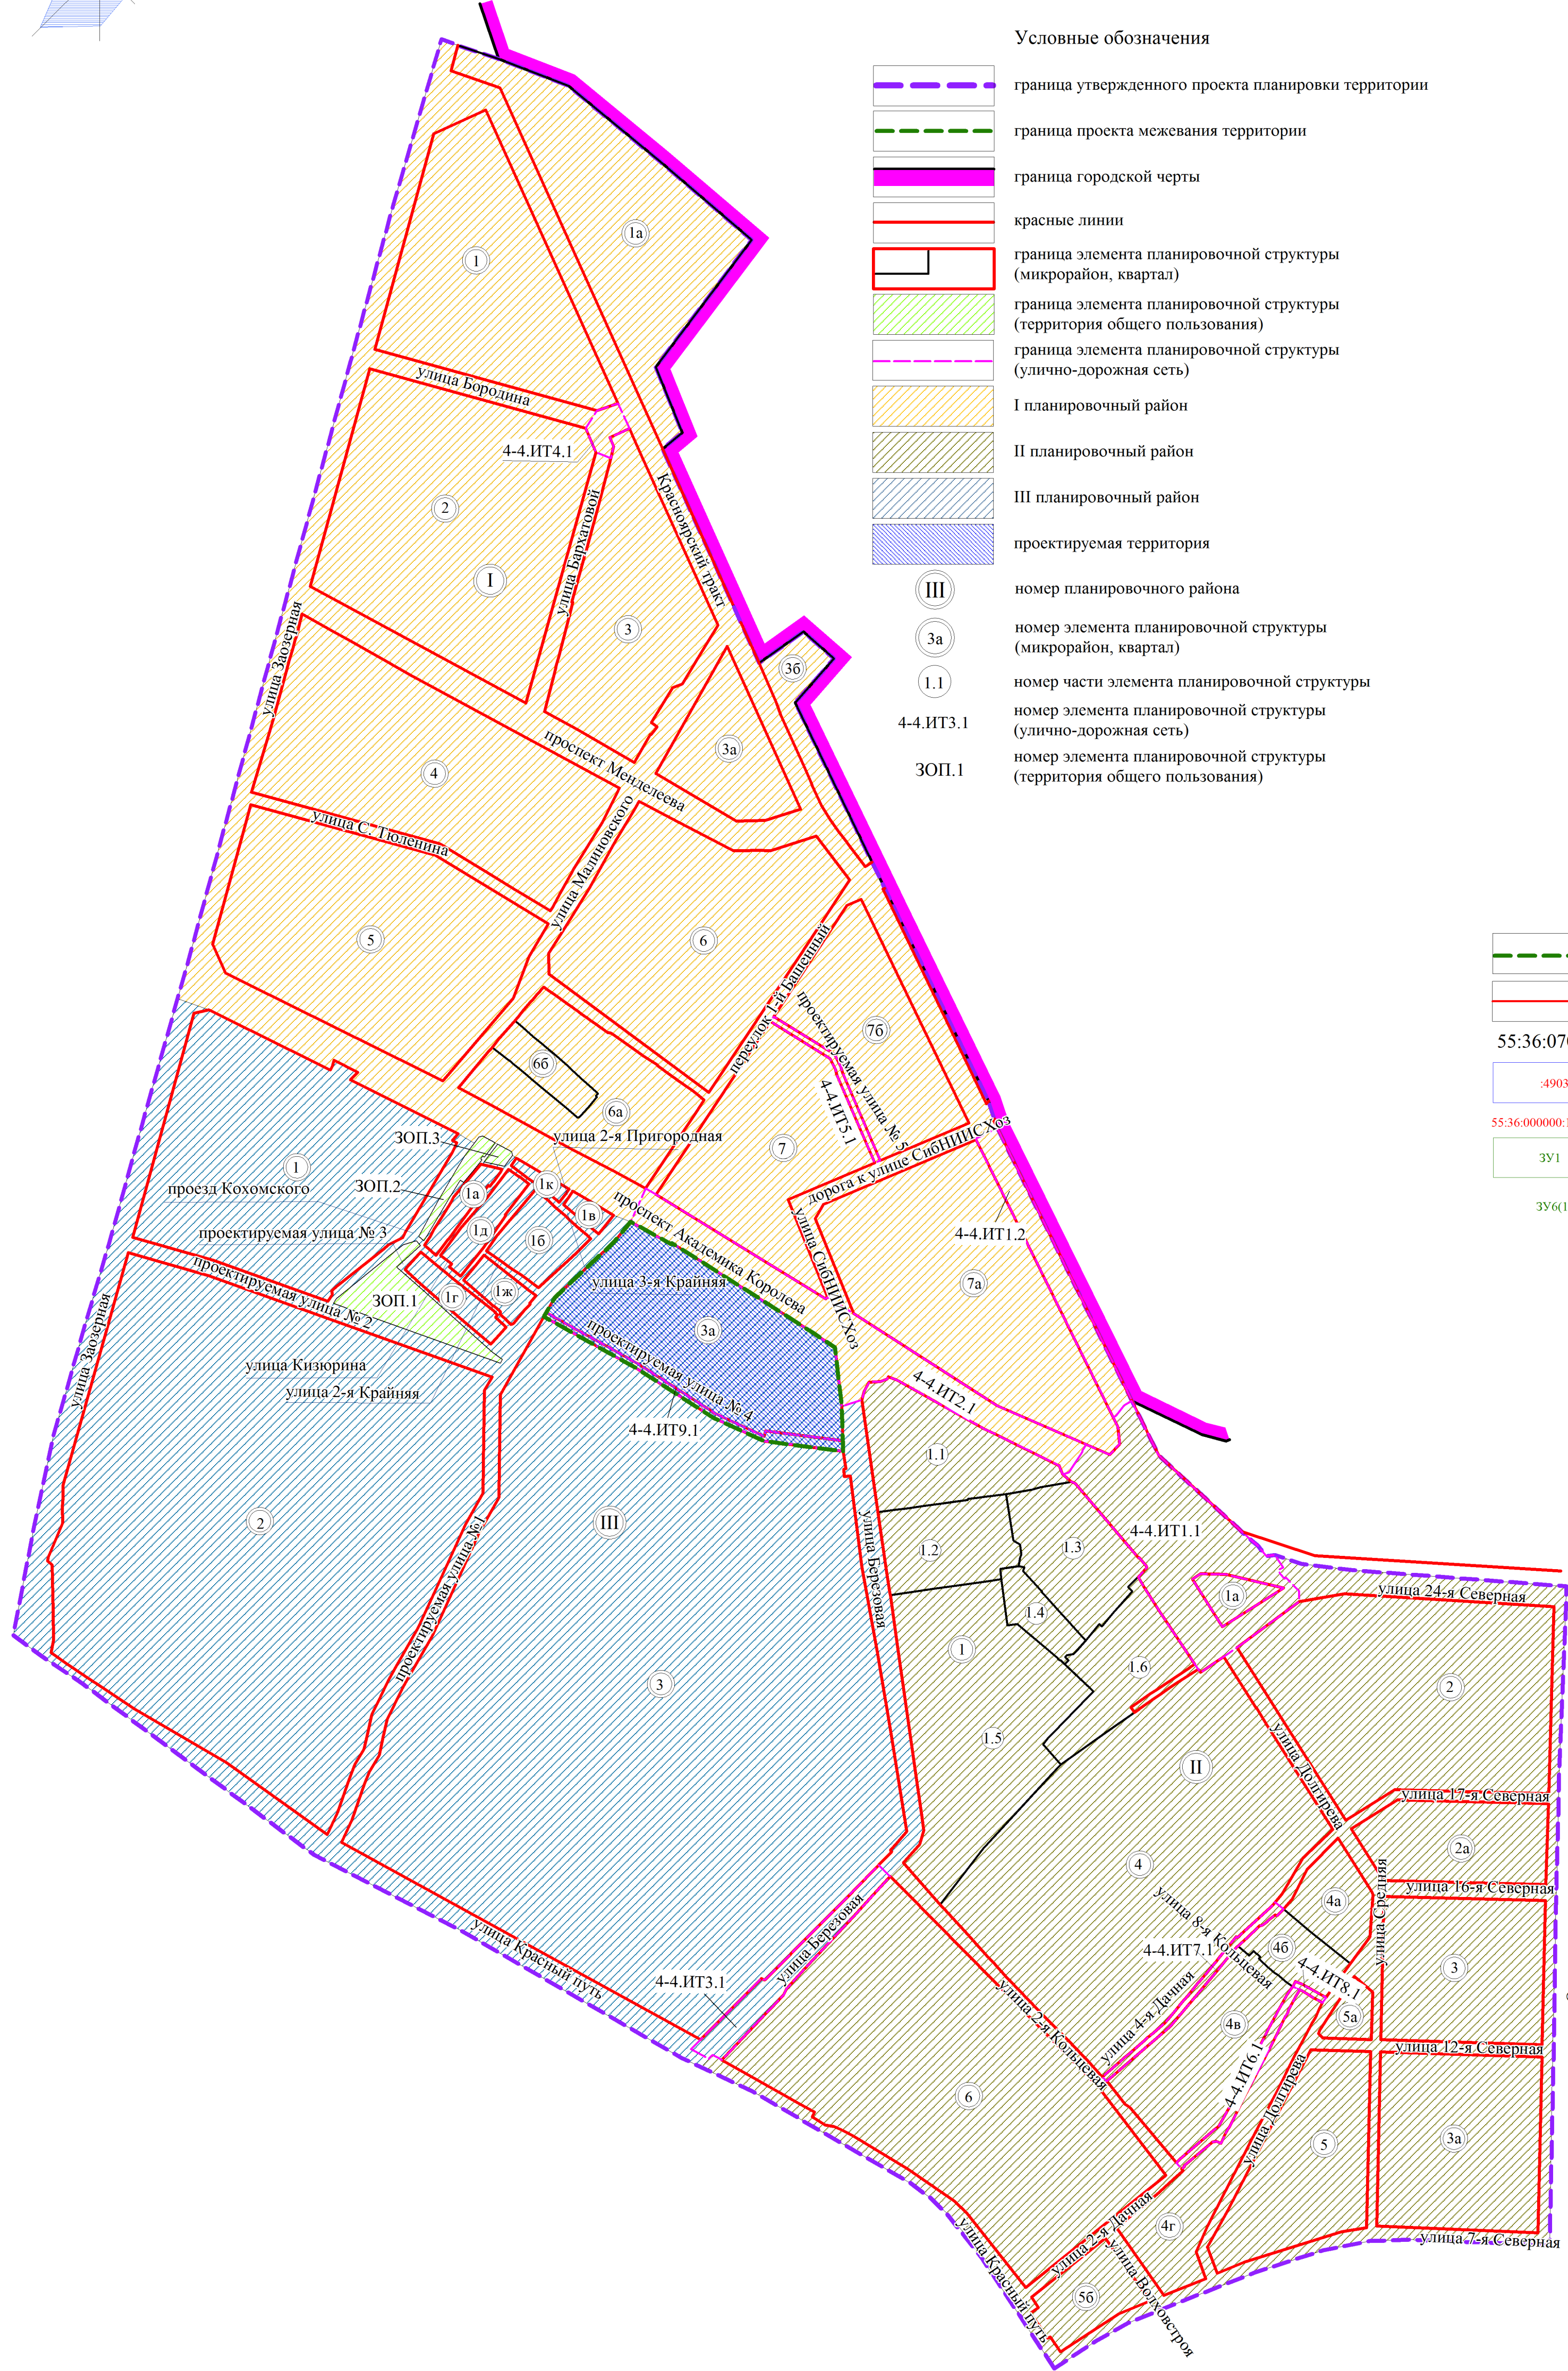 Условные обозначения
граница утвержденного проекта планировки территории
граница проекта межевания территории
граница городской черты
красные линии
граница элемента планировочной структуры
(микрорайон, квартал)
граница элемента планировочной структуры
(территория общего пользования)
граница элемента планировочной структуры
(улично-дорожная сеть)
I планировочный район
II планировочный район
III планировочный район
проектируемая территория
III
номер планировочного района
3а
номер элемента планировочной структуры
(микрорайон, квартал)
1.1
номер части элемента планировочной структуры
4-4.ИТ3.1
номер элемента планировочной структуры
(улично-дорожная сеть)
ЗОП.1
номер элемента планировочной структуры
(территория общего пользования)
1а
1
улица Бородина
4-4.ИТ4.1
2
Красноярский тракт
улица Бархатовой
I
3
улица Заозерная
3б
3а
проспект Менделеева
4
улица С. Тюленина
улица Малиновского
5
6
переулок 1-й Башенный
проектируемая улица № 5
7б
6б
6а
4-4.ИТ5.1
7
дорога к улице СибНИИСХоз
улица 2-я Пригородная
ЗОП.3
1
ЗОП.2
проезд Кохомского
1к
1а
1в
1д
1б
проектируемая улица № 3
проектируемая улица № 2
проспект Академика Королева
улица СибНИИСХоз
4-4.ИТ1.2
7а
улица 3-я Крайняя
1ж
1г
ЗОП.1
3а
проектируемая улица № 4
улица Заозерная
улица Кизюрина
улица 2-я Крайняя
4-4.ИТ9.1
4-4.ИТ2.1
1.1
2
III
проектируемая улица №1
улица Березовая
1.2
1.3
4-4.ИТ1.1
1а
улица 24-я Северная
1.4
1
1.6
3
2
1.5
II
улица Долгирева
улица 17-я Северная
2а
4
улица 16-я Северная
улица Средняя
4а
улица 8-я Кольцевая
4б
4-4.ИТ7.1
улица Красный путь
улица Березовая
4-4.ИТ3.1
4-4.ИТ8.1
3
5а
улица 4-я Дачная
4в
улица 2-я Кольцевая
улица 12-я Северная
4-4.ИТ6.1
улица Долгирева
6
5
3а
4г
улица 2-я Дачная
улица 7-я Северная
улица Красный путь
улица Волховстроя
5б
55:36:07
:4903
55:36:000000:
ЗУ1
ЗУ6(1